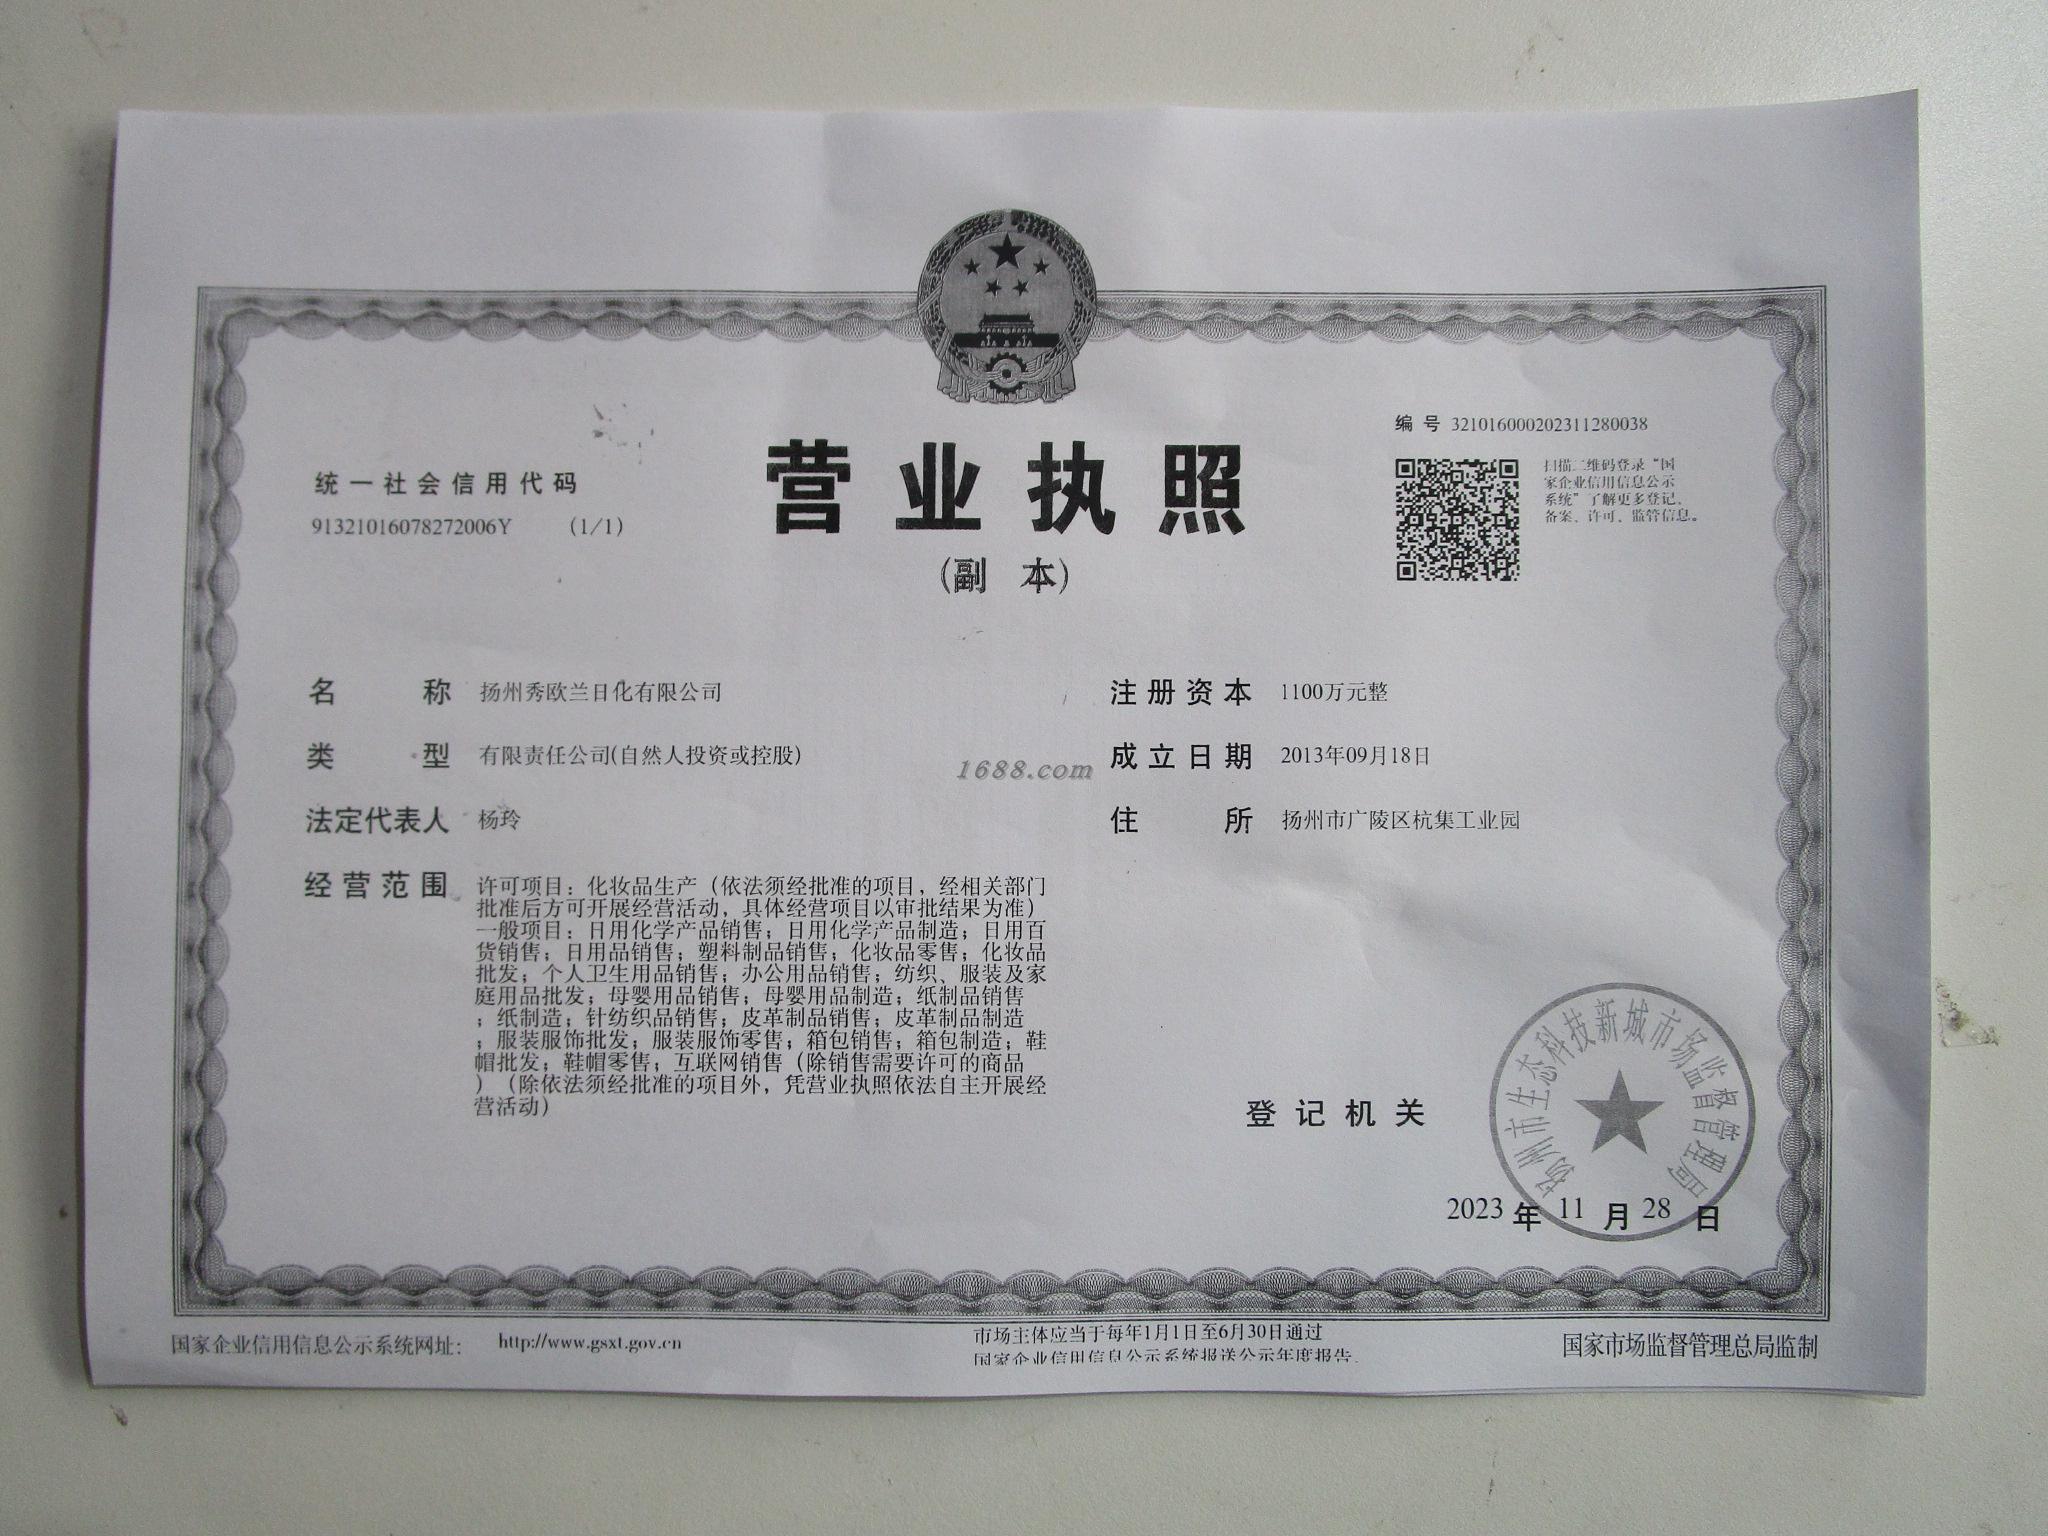 编号 321016000202311280038
统一社会信用代码
91321016078272006Y (1/1)
营业执照
(副 本)
扫描二维码登录“国
家企业信用信息公示
系统”了解更多登记、
备案、许可、监管信息。
名 称 扬州秀欧兰日化有限公司
注册资本 1100万元整
类 型 有限责任公司(自然人投资或控股)
成立日期 2013年09月18日
1688.com
法定代表人 杨玲
住 所 扬州市广陵区杭集工业园
经营范围 许可项目：化妆品生产（依法须经批准的项目，经相关部门
批准后方可开展经营活动，具体经营项目以审批结果为准）
一般项目：日用化学产品销售；日用化学产品制造；日用百
货销售；日用品销售；塑料制品销售；化妆品零售；化妆品
批发；个人卫生用品销售；办公用品销售；纺织、服装及家
庭用品批发；母婴用品销售；母婴用品制造；纸制品销售
；纸制造；针纺织品销售；皮革制品销售；皮革制品制造
；服装服饰批发；服装服饰零售；箱包销售；箱包制造；鞋
帽批发；鞋帽零售；互联网销售（除销售需要许可的商品
）（除依法须经批准的项目外，凭营业执照依法自主开展经
营活动）
登记机关
扬州市生态科技新城市场监督管理局
2023年11月28日
国家企业信用信息公示系统网址： http://www.gsxt.gov.cn
市场主体应当于每年1月1日至6月30日通过
国家企业信用信息公示系统报送公示年度报告。
国家市场监督管理总局监制